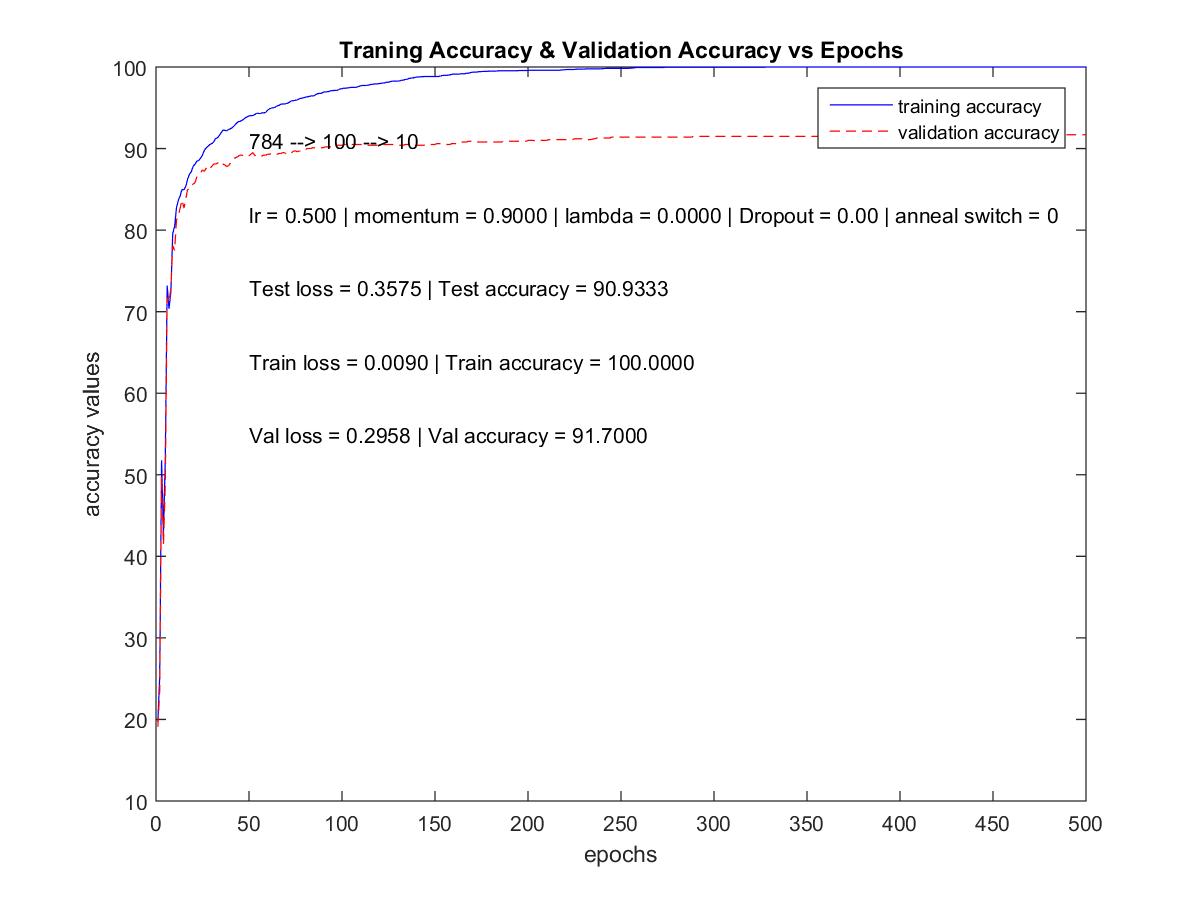 Traning Accuracy & Validation Accuracy vs Epochs
100
90
80
70
60
50
40
30
20
10
accuracy values
training accuracy
validation accuracy
784 --> 100 --> 10
lr = 0.500 | momentum = 0.9000 | lambda = 0.0000 | Dropout = 0.00 | anneal switch = 0
Test loss = 0.3575 | Test accuracy = 90.9333
Train loss = 0.0090 | Train accuracy = 100.0000
Val loss = 0.2958 | Val accuracy = 91.7000
0 50 100 150 200 250 300 350 400 450 500
epochs